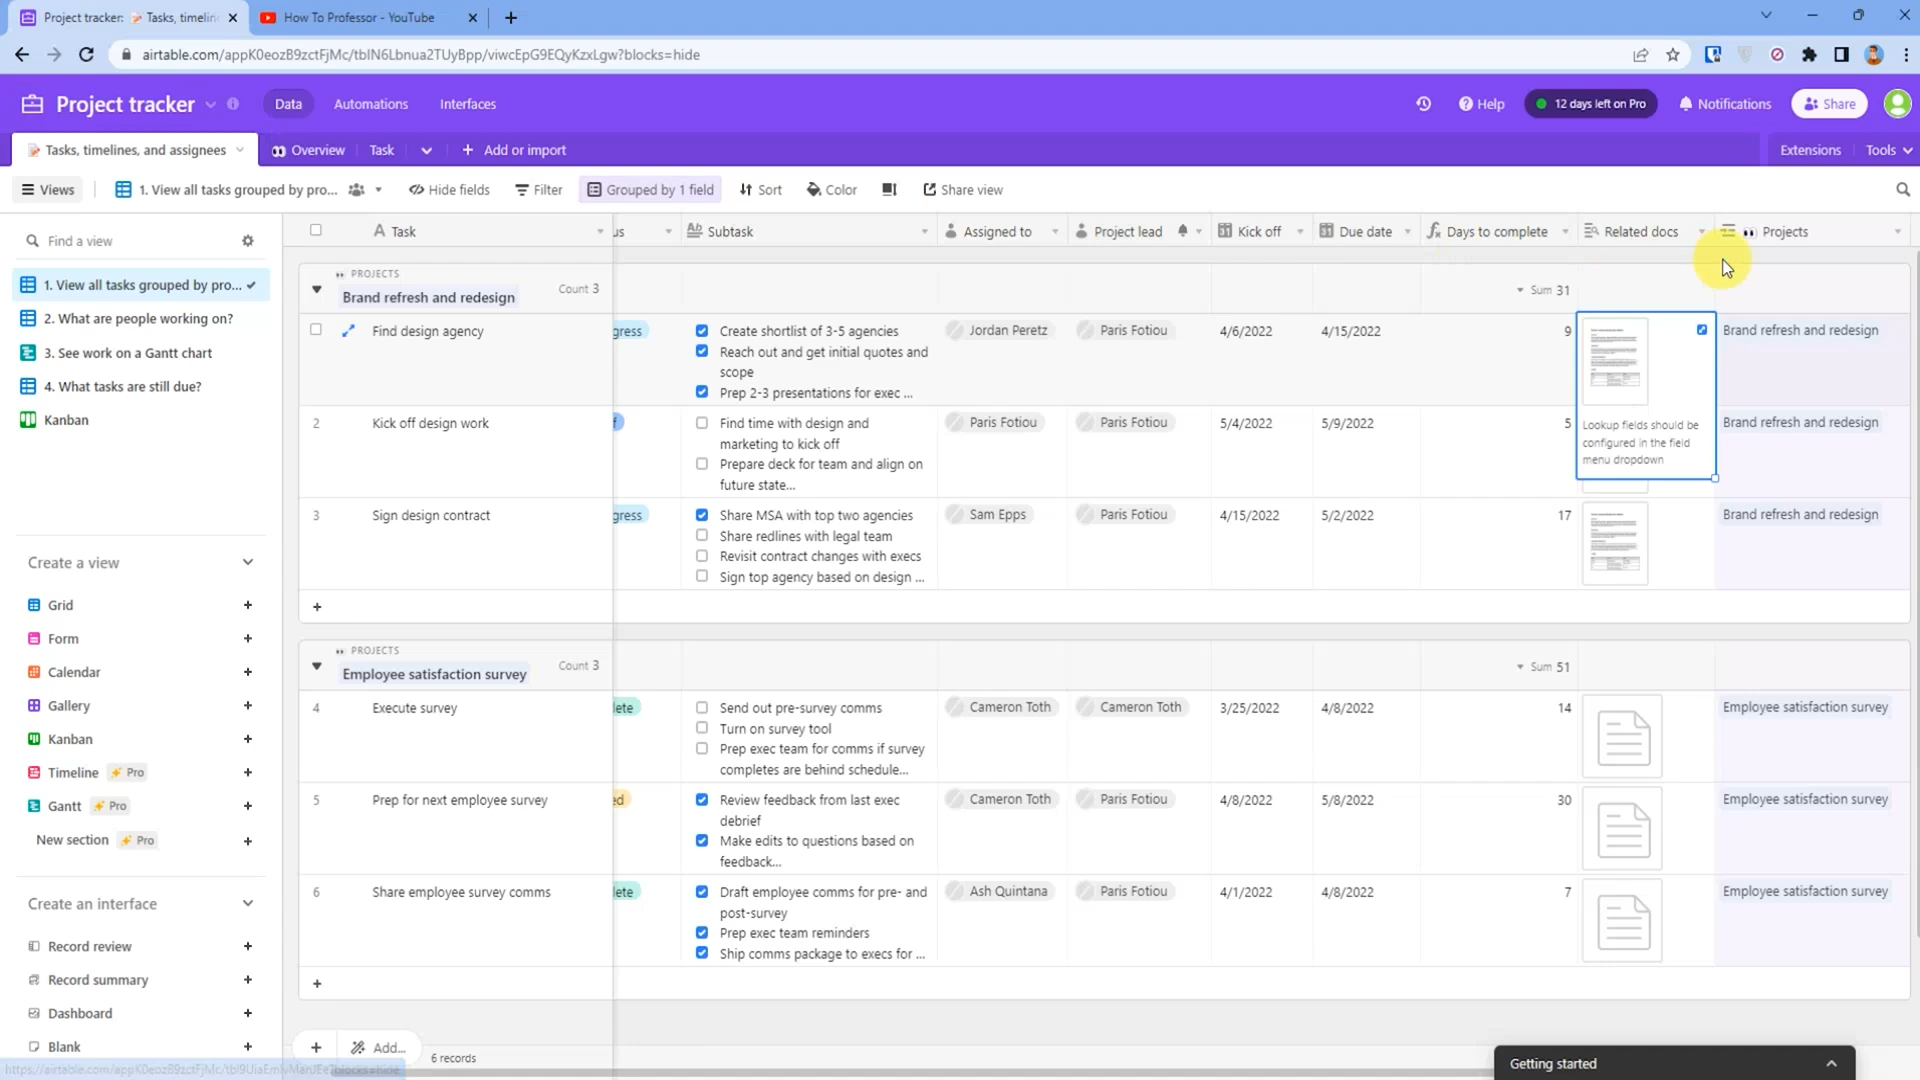 Project tracker: 📝 Tasks, timelin
How To Professor - YouTube
airtable.com/appK0eozB9zctFjMc/tblN6Lbnua2TUyBpp/viwcEpG9EQyKzxLgw?blocks=hide
Project tracker
Data
Automations
Interfaces
Help
12 days left on Pro
Notifications
Share
Tasks, timelines, and assignees
Overview
Task
Add or import
Extensions
Tools
Views
1. View all tasks grouped by pro...
Hide fields
Filter
Grouped by 1 field
Sort
Color
Share view
Find a view
1. View all tasks grouped by pro...
2. What are people working on?
3. See work on a Gantt chart
4. What tasks are still due?
Kanban
Create a view
Grid
Form
Calendar
Gallery
Kanban
Timeline Pro
Gantt Pro
New section Pro
Create an interface
Record review
Record summary
Dashboard
Blank
Task
us
Subtask
Assigned to
Project lead
Kick off
Due date
Days to complete
Related docs
Projects
PROJECTS
Brand refresh and redesign
Count 3
Sum 31
Find design agency
gress
Create shortlist of 3-5 agencies
Reach out and get initial quotes and
scope
Prep 2-3 presentations for exec ...
Jordan Peretz
Paris Fotiou
4/6/2022
4/15/2022
9
Brand refresh and redesign
2
Kick off design work
f
Find time with design and
marketing to kick off
Prepare deck for team and align on
future state...
Paris Fotiou
Paris Fotiou
5/4/2022
5/9/2022
5
Lookup fields should be
configured in the field
menu dropdown
Brand refresh and redesign
3
Sign design contract
gress
Share MSA with top two agencies
Share redlines with legal team
Revisit contract changes with execs
Sign top agency based on design ...
Sam Epps
Paris Fotiou
4/15/2022
5/2/2022
17
Brand refresh and redesign
PROJECTS
Employee satisfaction survey
Count 3
Sum 51
4
Execute survey
lete
Send out pre-survey comms
Turn on survey tool
Prep exec team for comms if survey
completes are behind schedule...
Cameron Toth
Cameron Toth
3/25/2022
4/8/2022
14
Employee satisfaction survey
5
Prep for next employee survey
ed
Review feedback from last exec
debrief
Make edits to questions based on
feedback...
Cameron Toth
Paris Fotiou
4/8/2022
5/8/2022
30
Employee satisfaction survey
6
Share employee survey comms
lete
Draft employee comms for pre- and
post-survey
Prep exec team reminders
Ship comms package to execs for ...
Ash Quintana
Paris Fotiou
4/1/2022
4/8/2022
7
Employee satisfaction survey
Add...
6 records
Getting started